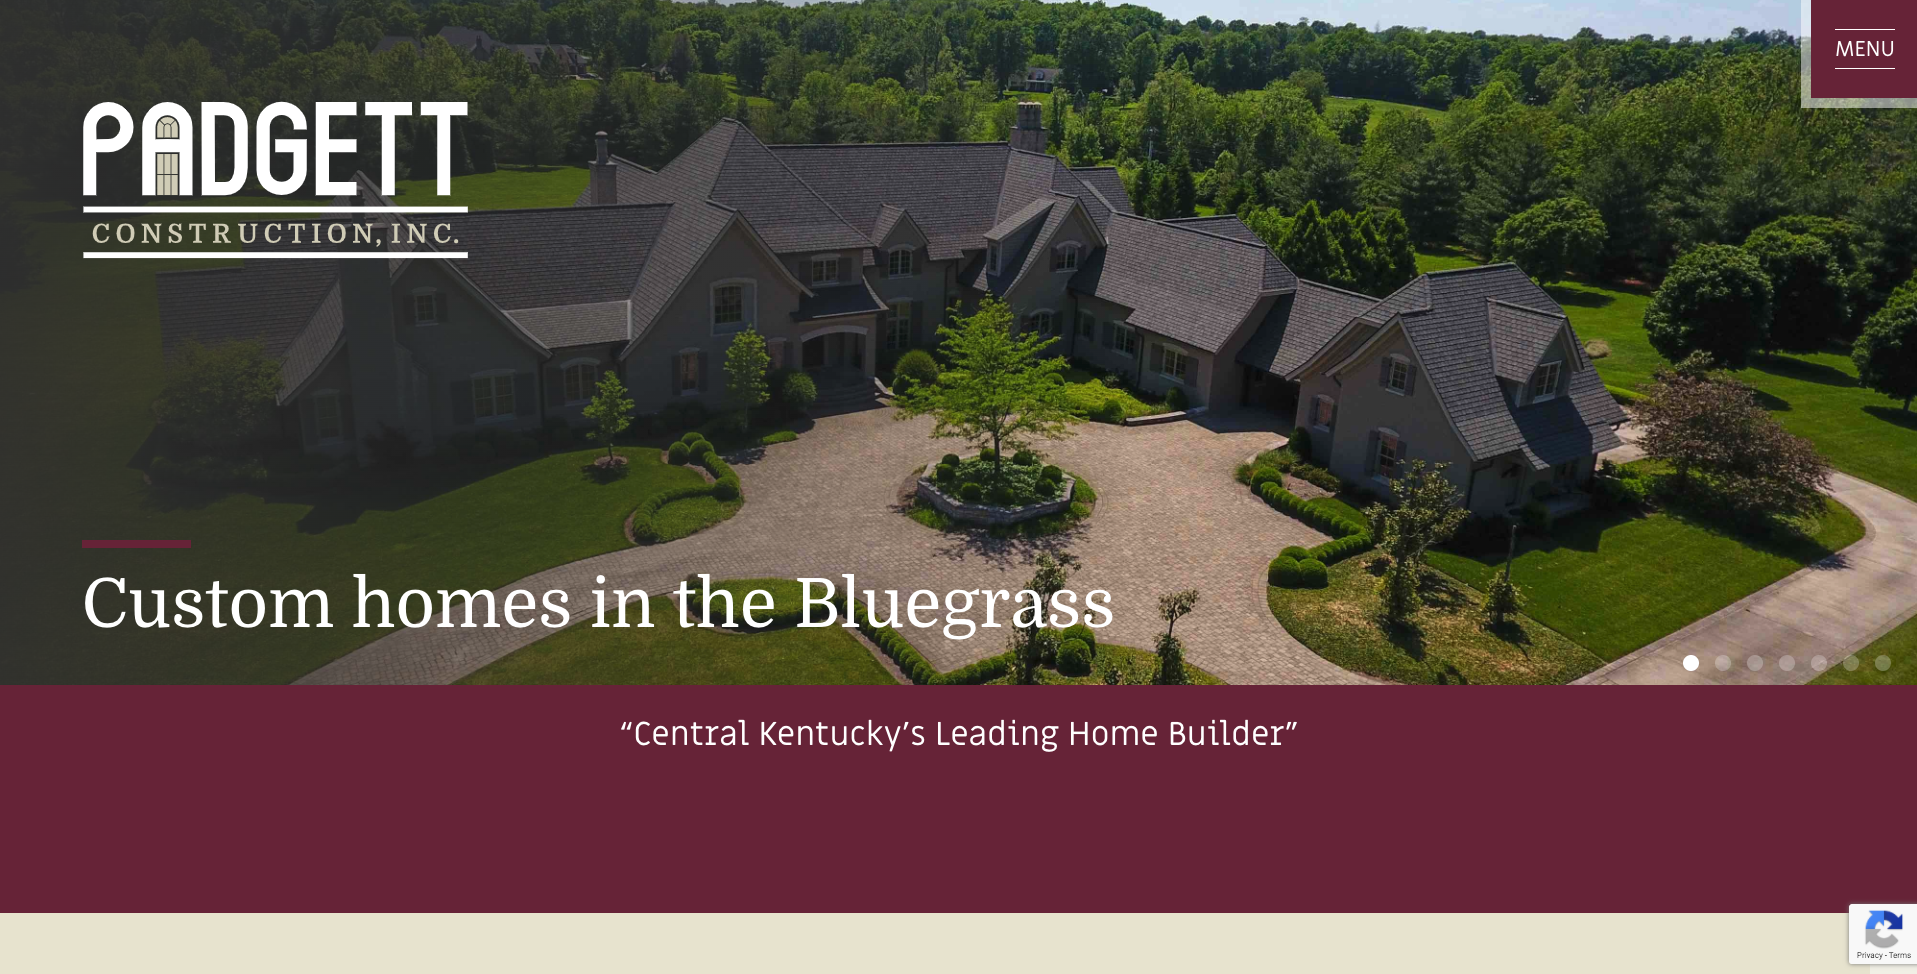 MENU
PADGETT
CONSTRUCTION, INC.
Custom homes in the Bluegrass
“Central Kentucky’s Leading Home Builder”
Privacy - Terms